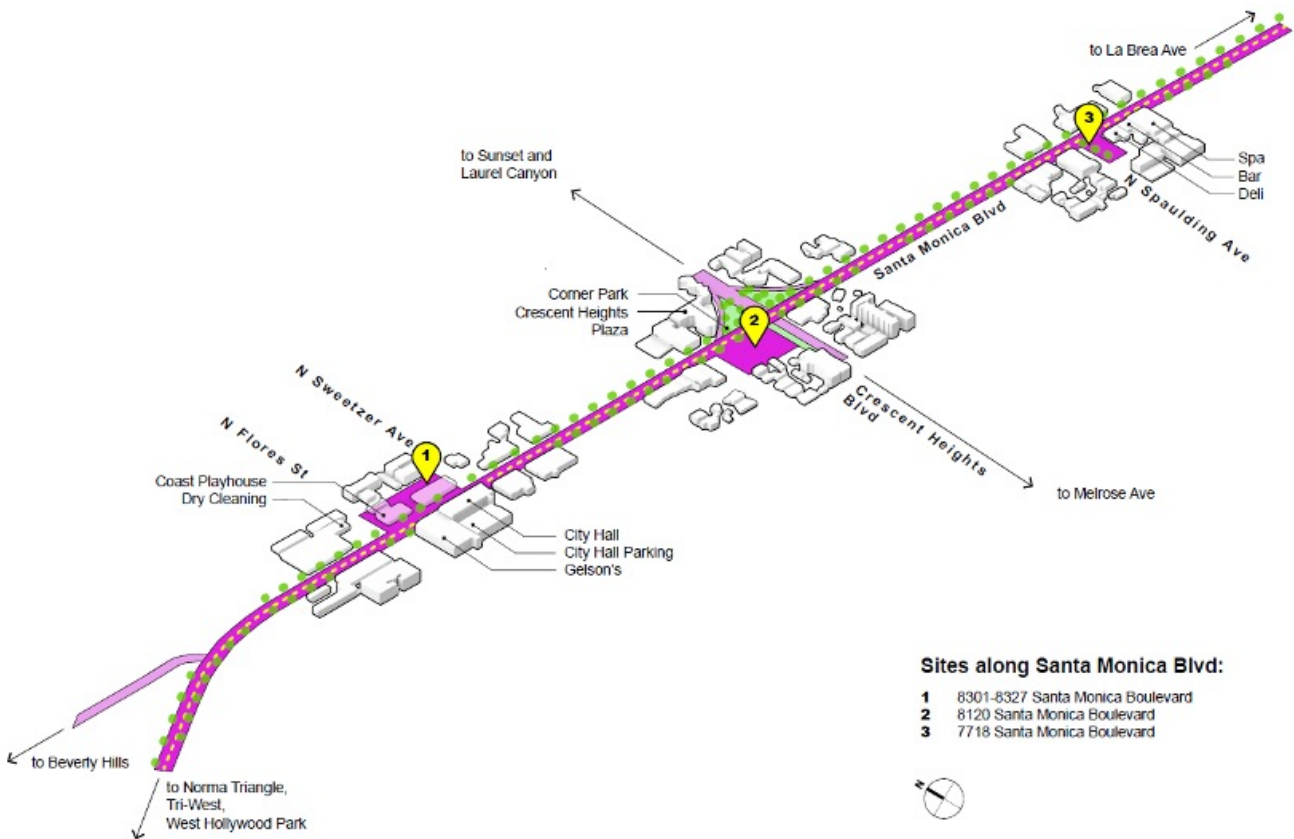 to La Brea Ave
3
to Sunset and
Laurel Canyon
Spa
Bar
Deli
N Spaulding Ave
Santa Monica Blvd
Corner Park
Crescent Heights
Plaza
2
N Sweetzer Ave
N Flores St
Crescent Heights
Blvd
1
Coast Playhouse
Dry Cleaning
to Melrose Ave
City Hall
City Hall Parking
Gelson's
Sites along Santa Monica Blvd:
1 8301-8327 Santa Monica Boulevard
2 8120 Santa Monica Boulevard
3 7718 Santa Monica Boulevard
to Beverly Hills
to Norma Triangle,
Tri-West,
West Hollywood Park
N